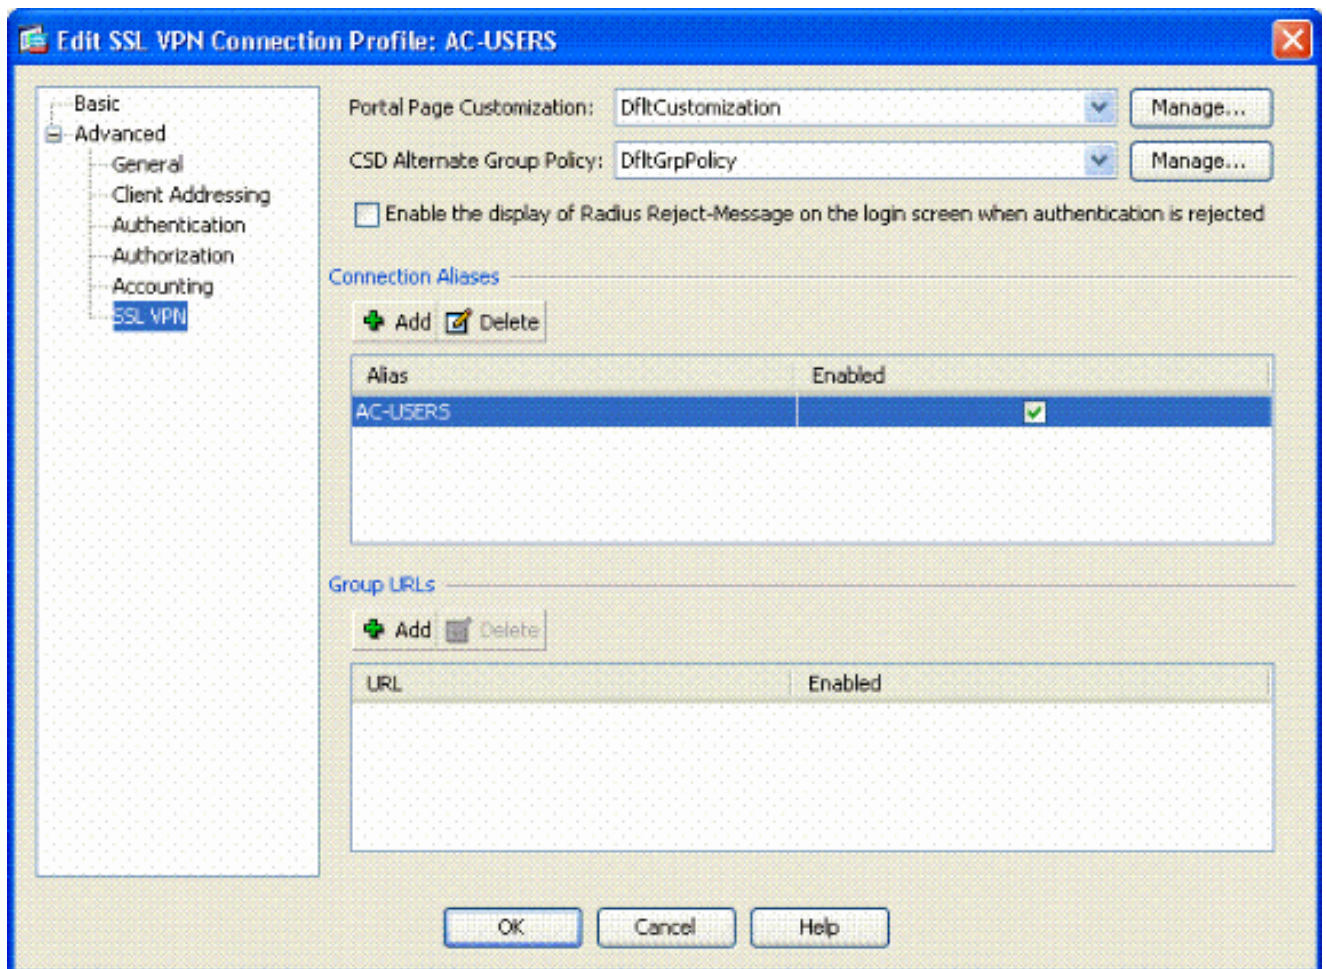 Edit SSL VPN Connection Profile: AC-USERS
Basic
Advanced
General
Client Addressing
Authentication
Authorization
Accounting
SSL VPN
Portal Page Customization: DfltCustomization Manage...
CSD Alternate Group Policy: DfltGrpPolicy Manage...
Enable the display of Radius Reject-Message on the login screen when authentication is rejected
Connection Aliases
Add Delete
Alias Enabled
AC-USERS
Group URLs
Add Delete
URL Enabled
OK Cancel Help